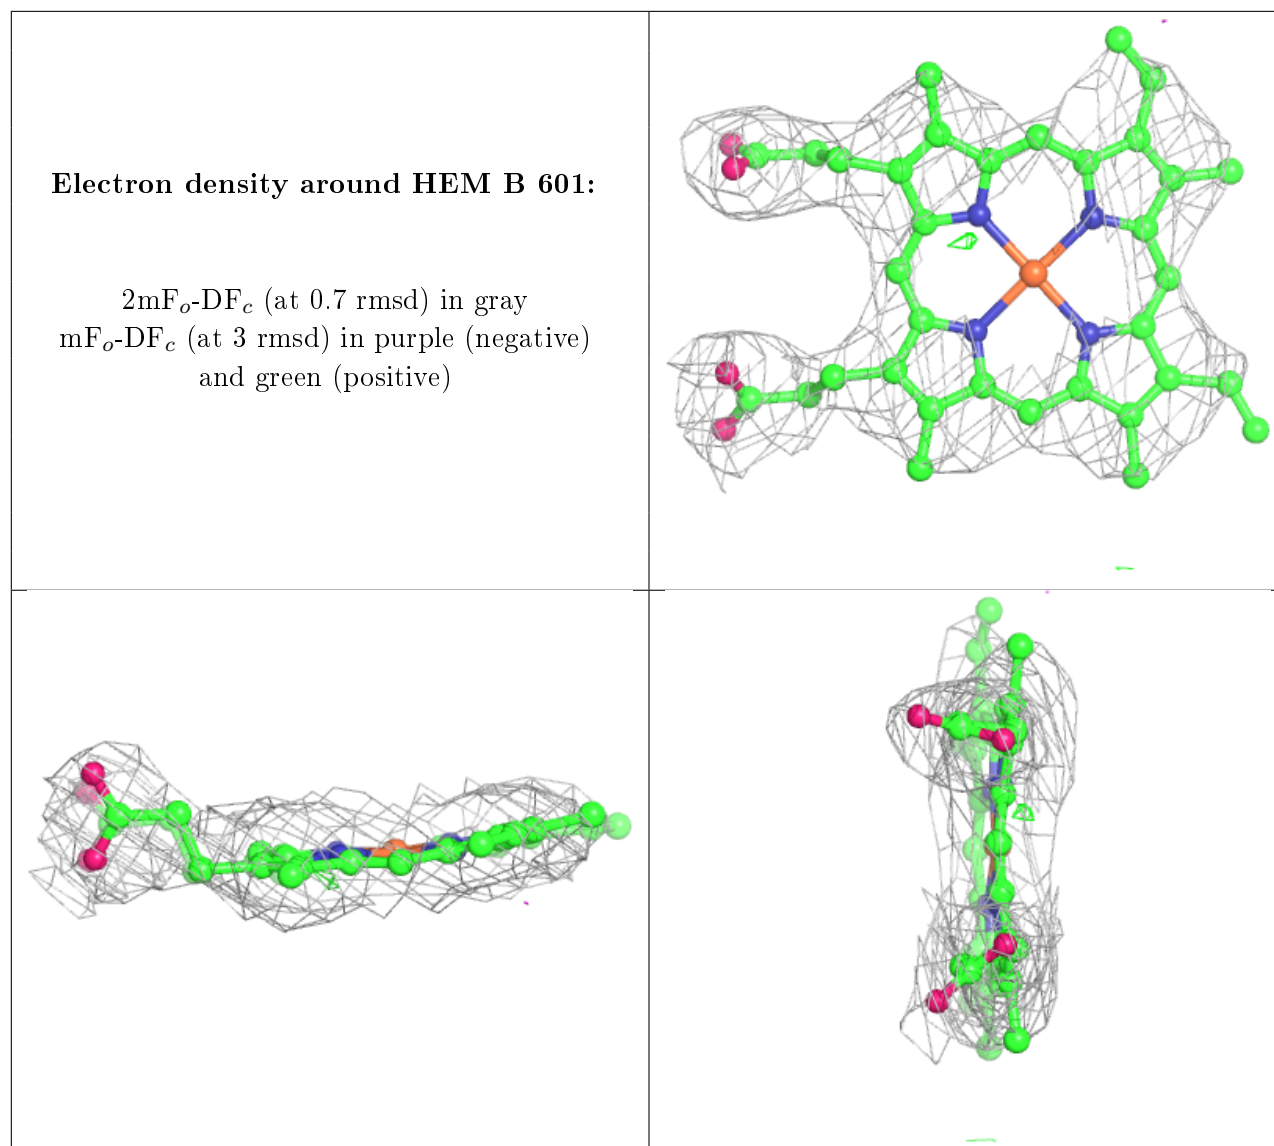 Electron density around HEM B 601:
2mFₒ-DF𝒸 (at 0.7 rmsd) in gray
mFₒ-DF𝒸 (at 3 rmsd) in purple (negative)
and green (positive)